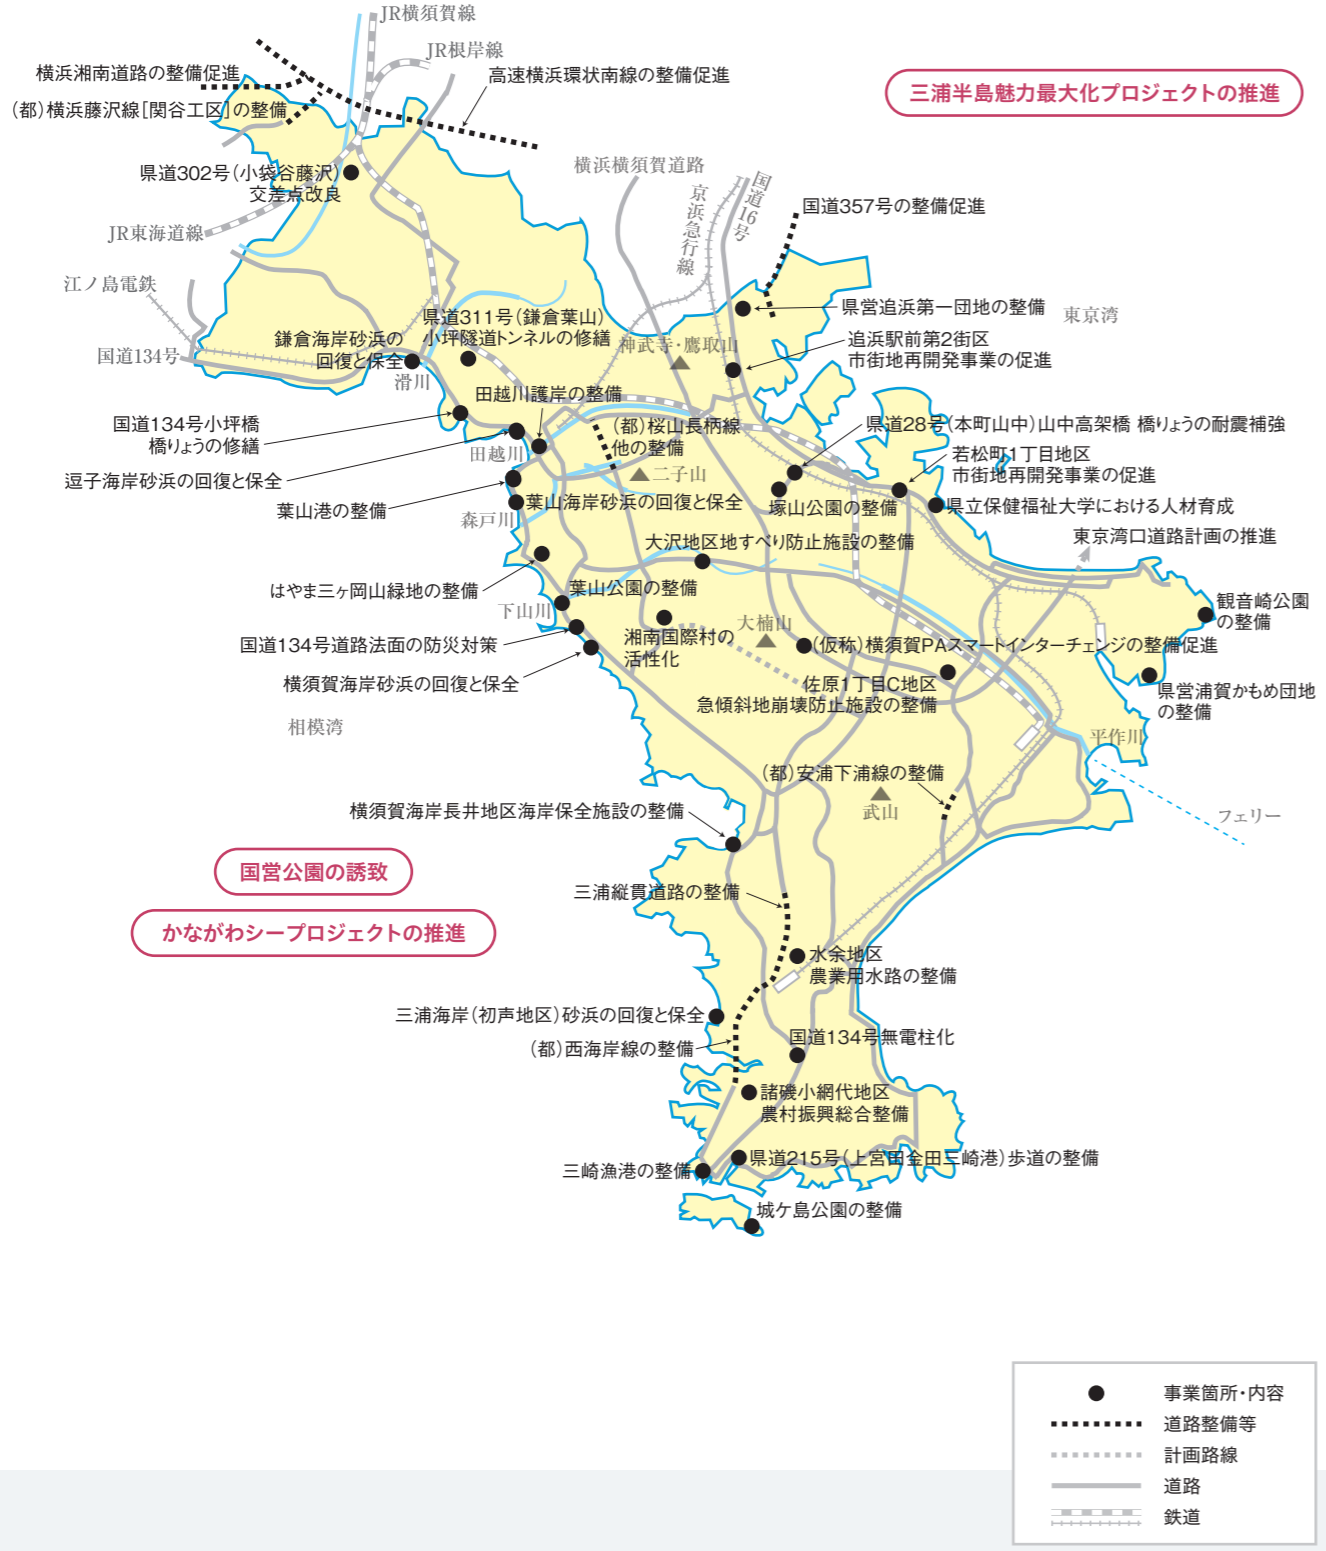 JR横須賀線
JR根岸線
横浜湘南道路の整備促進
高速横浜環状南線の整備促進
三浦半島魅力最大化プロジェクトの推進
（都）横浜藤沢線[関谷工区]の整備
県道302号（小袋谷藤沢）
交差点改良
横浜横須賀道路
京浜急行線
国道16号
国道357号の整備促進
JR東海道線
江ノ島電鉄
国道134号
県営追浜第一団地の整備
東京湾
県道311号（鎌倉葉山）
小坪隧道トンネルの修繕
鎌倉海岸砂浜の
回復と保全
滑川
神武寺・鷹取山
追浜駅前第2街区
市街地再開発事業の促進
田越川護岸の整備
国道134号小坪橋
橋りょうの修繕
（都）桜山長柄線
他の整備
県道28号（本町山中）山中高架橋 橋りょうの耐震補強
田越川
二子山
若松町1丁目地区
市街地再開発事業の促進
逗子海岸砂浜の回復と保全
葉山港の整備
葉山海岸砂浜の回復と保全
塚山公園の整備
県立保健福祉大学における人材育成
森戸川
大沢地区地すべり防止施設の整備
東京湾口道路計画の推進
はやま三ヶ岡山緑地の整備
葉山公園の整備
下山川
観音崎公園
の整備
国道134号道路法面の防災対策
湘南国際村の
活性化
大楠山
（仮称）横須賀PAスマートインターチェンジの整備促進
横須賀海岸砂浜の回復と保全
佐原1丁目C地区
急傾斜地崩壊防止施設の整備
県営浦賀かもめ団地
の整備
相模湾
平作川
（都）安浦下浦線の整備
武山
横須賀海岸長井地区海岸保全施設の整備
フェリー
国営公園の誘致
三浦縦貫道路の整備
かながわシープロジェクトの推進
水余地区
農業用水路の整備
三浦海岸（初声地区）砂浜の回復と保全
国道134号無電柱化
（都）西海岸線の整備
諸磯小網代地区
農村振興総合整備
県道215号（上宮田金田三崎港）歩道の整備
三崎漁港の整備
城ケ島公園の整備
事業箇所・内容
道路整備等
計画路線
道路
鉄道